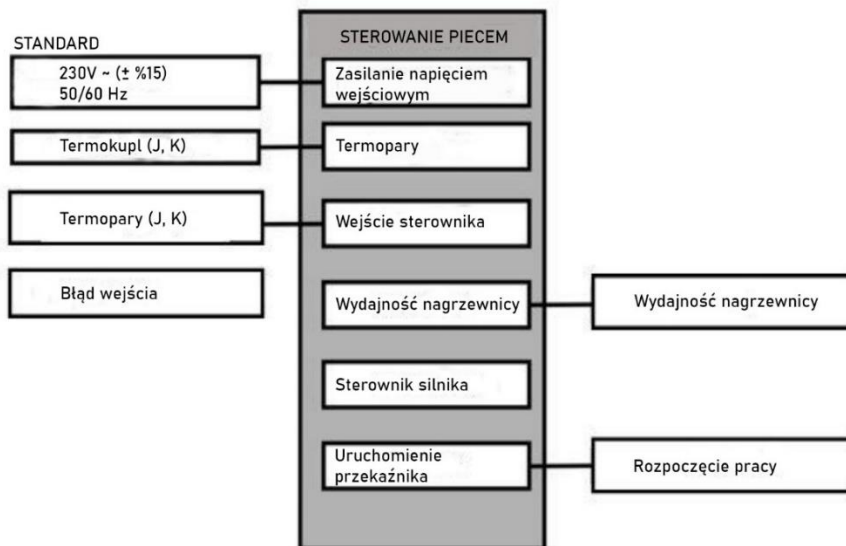 STANDARD
230V ~ (± %15)
50/60 Hz
Termokupl (J, K)
Termopary (J, K)
Błąd wejścia
STEROWANIE PIECEM
Zasilanie napięciem
wejściowym
Termopary
Wejście sterownika
Wydajność nagrzewnicy
Sterownik silnika
Uruchomienie
przekaźnika
Wydajność nagrzewnicy
Rozpoczęcie pracy